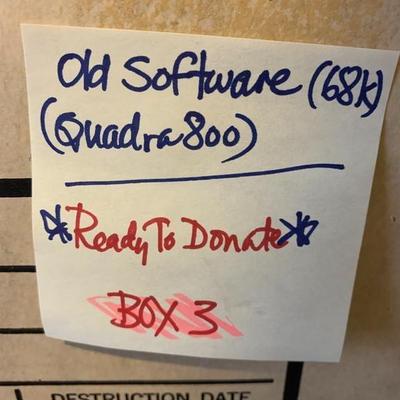 Old Software (68k)
(Quadra 800)
*Ready To Donate*
BOX 3
DESTRUCTION DATE